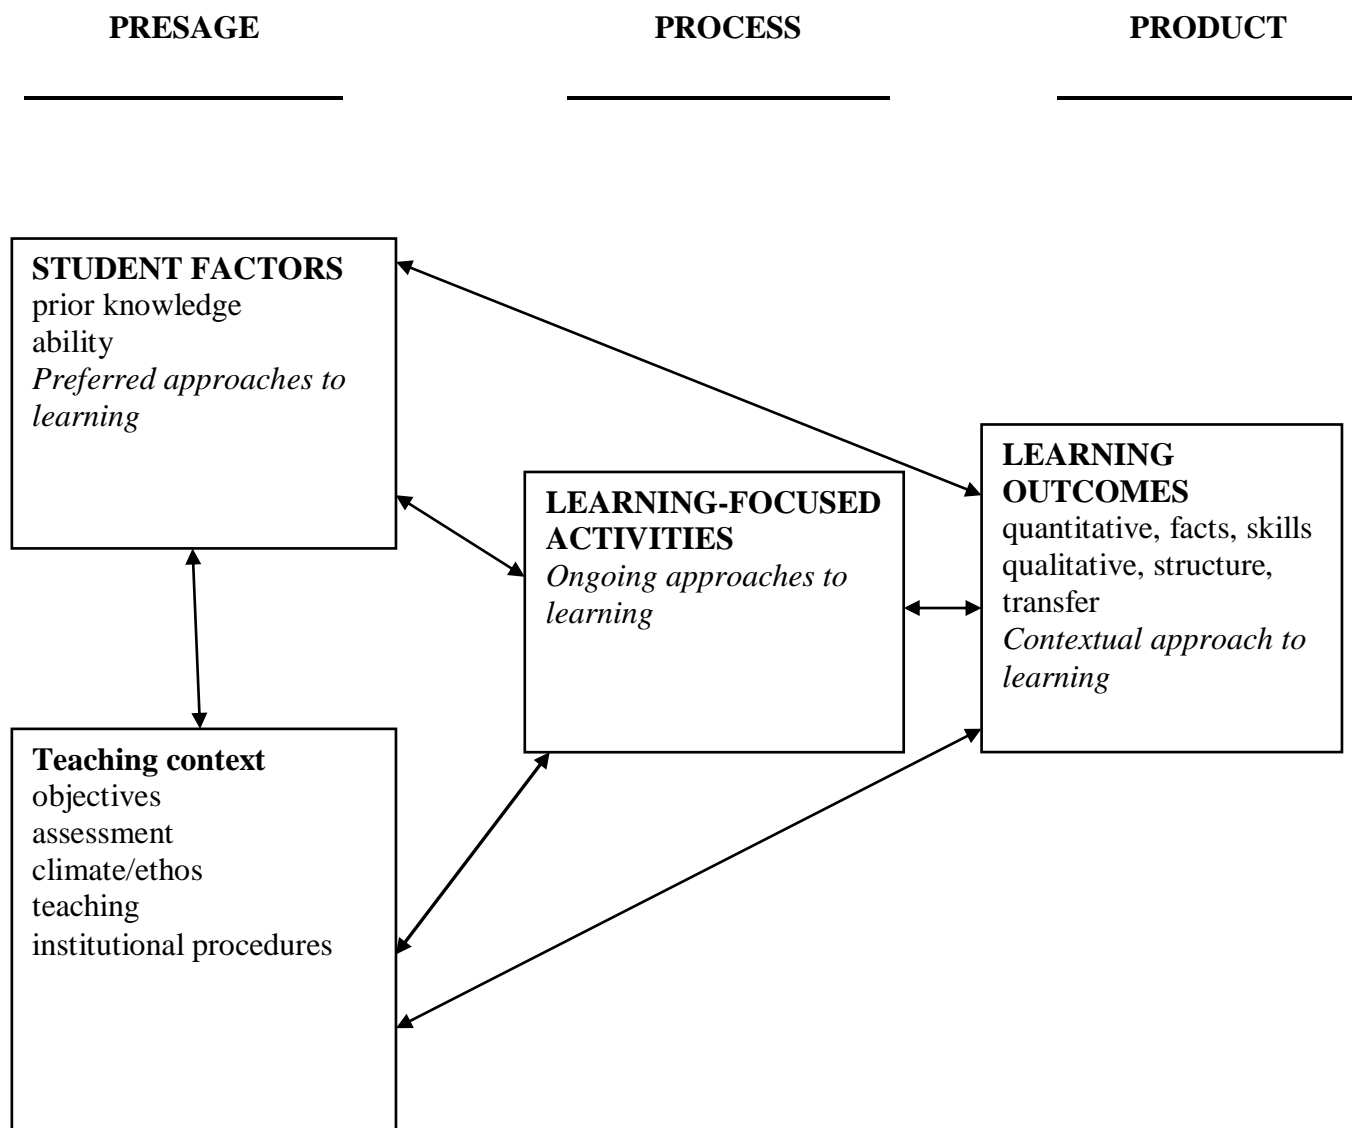 PRESAGE
PROCESS
PRODUCT
STUDENT FACTORS
prior knowledge
ability
Preferred approaches to
learning
LEARNING-FOCUSED
ACTIVITIES
Ongoing approaches to
learning
LEARNING
OUTCOMES
quantitative, facts, skills
qualitative, structure,
transfer
Contextual approach to
learning
Teaching context
objectives
assessment
climate/ethos
teaching
institutional procedures